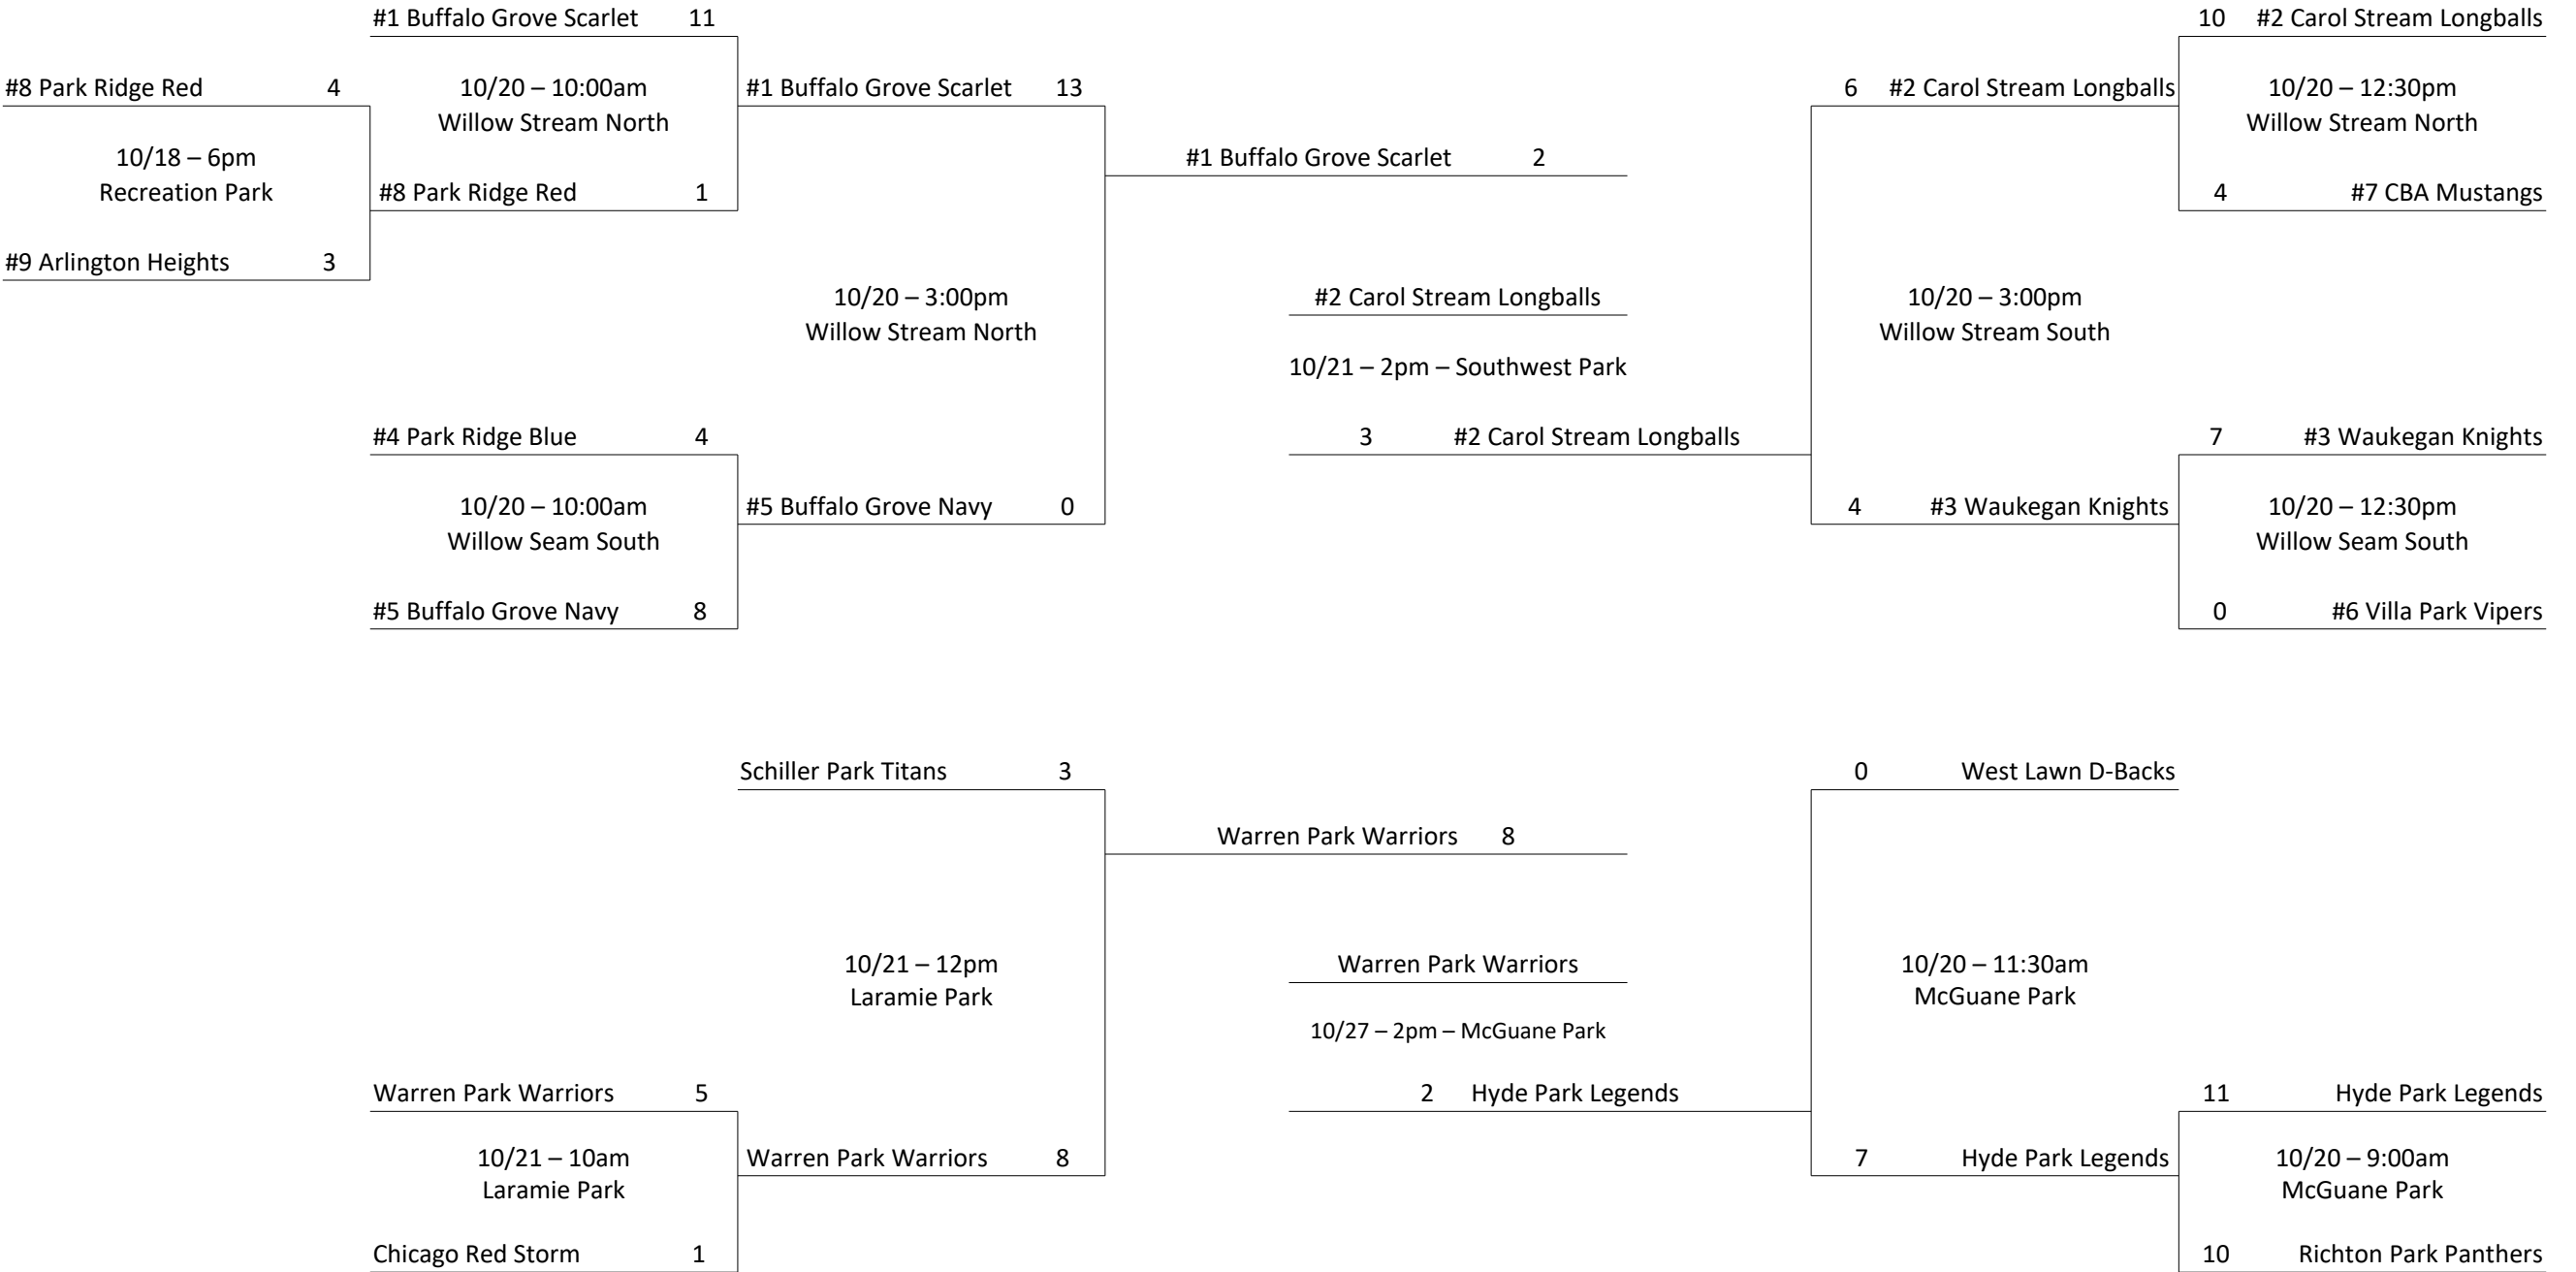 #1 Buffalo Grove Scarlet 11
10 #2 Carol Stream Longballs
#8 Park Ridge Red 4
10/20 – 10:00am
Willow Stream North
#1 Buffalo Grove Scarlet 13
6 #2 Carol Stream Longballs
10/20 – 12:30pm
Willow Stream North
10/18 – 6pm
Recreation Park
#1 Buffalo Grove Scarlet 2
#8 Park Ridge Red 1
4 #7 CBA Mustangs
#9 Arlington Heights 3
10/20 – 3:00pm
Willow Stream North
#2 Carol Stream Longballs
10/20 – 3:00pm
Willow Stream South
10/21 – 2pm – Southwest Park
#4 Park Ridge Blue 4
3 #2 Carol Stream Longballs
7 #3 Waukegan Knights
10/20 – 10:00am
Willow Seam South
#5 Buffalo Grove Navy 0
4 #3 Waukegan Knights
10/20 – 12:30pm
Willow Seam South
#5 Buffalo Grove Navy 8
0 #6 Villa Park Vipers
Schiller Park Titans 3
0 West Lawn D-Backs
Warren Park Warriors 8
10/21 – 12pm
Laramie Park
Warren Park Warriors
10/20 – 11:30am
McGuane Park
10/27 – 2pm – McGuane Park
Warren Park Warriors 5
2 Hyde Park Legends
11 Hyde Park Legends
10/21 – 10am
Laramie Park
Warren Park Warriors 8
7 Hyde Park Legends
10/20 – 9:00am
McGuane Park
Chicago Red Storm 1
10 Richton Park Panthers